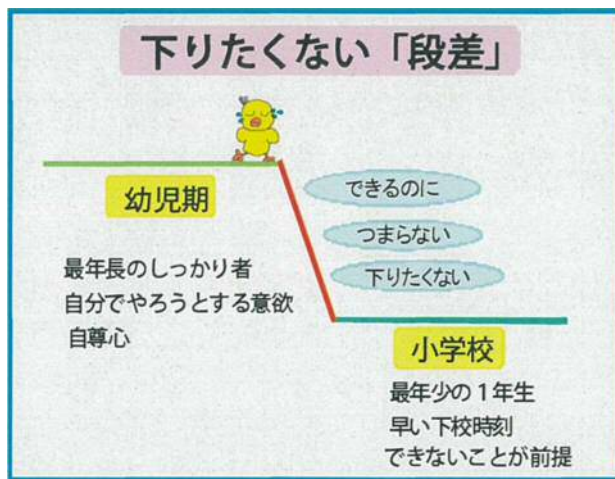 下りたくない「段差」
幼児期
最年長のしっかり者
自分でやろうとする意欲
自尊心
できるのに
つまらない
下りたくない
小学校
最年少の1年生
早い下校時刻
できないことが前提